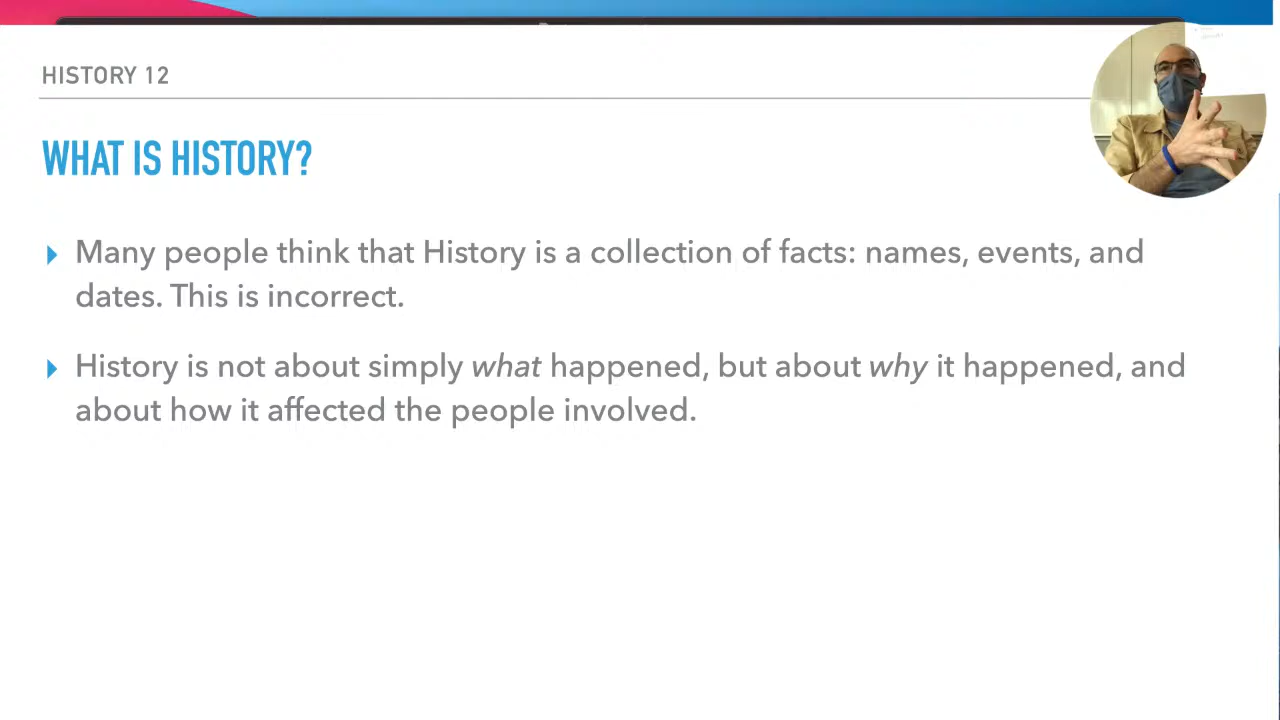 HISTORY 12
WHAT IS HISTORY?
Many people think that History is a collection of facts: names, events, and
dates. This is incorrect.
History is not about simply what happened, but about why it happened, and
about how it affected the people involved.